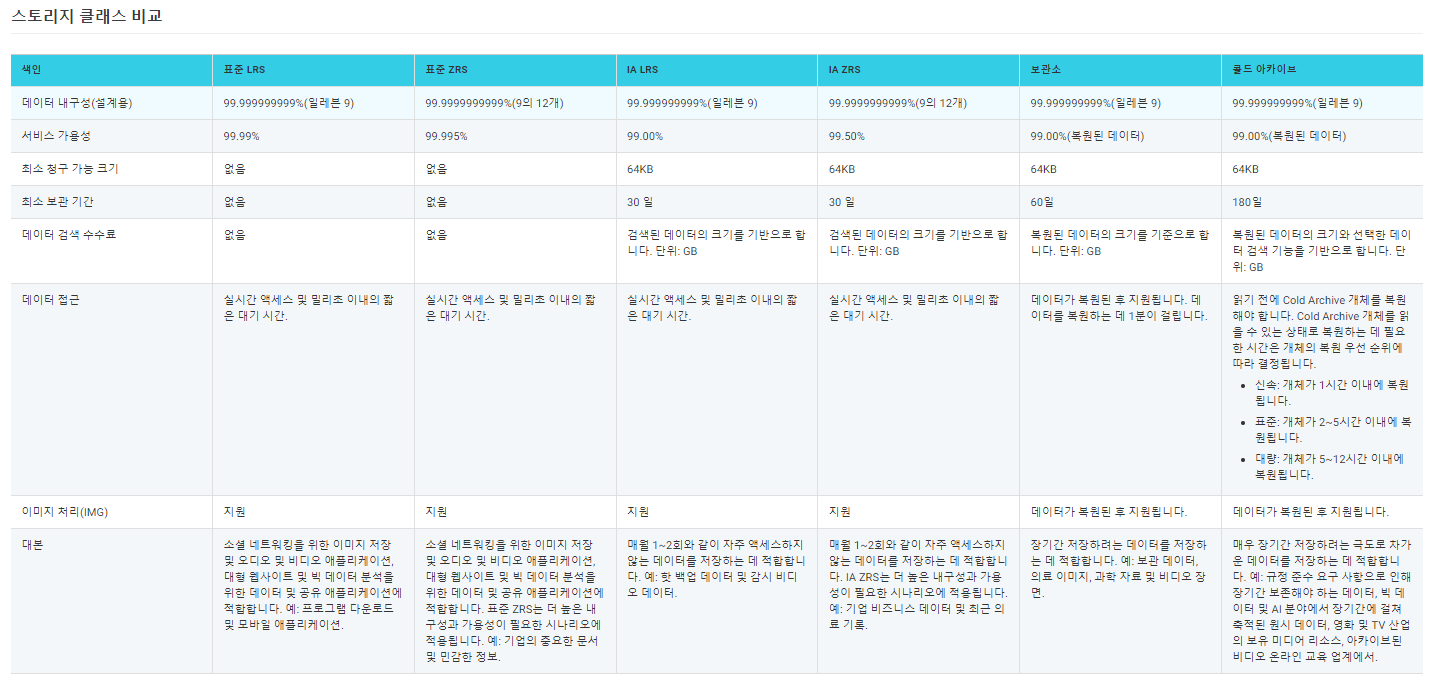 스토리지 클래스 비교
색인
표준 LRS
표준 ZRS
IA LRS
IA ZRS
보관소
콜드 아카이브
데이터 내구성(설계용)
99.999999999%(일레븐 9)
99.9999999999%(9의 12개)
99.999999999%(일레븐 9)
99.9999999999%(9의 12개)
99.999999999%(일레븐 9)
99.999999999%(일레븐 9)
서비스 가용성
99.99%
99.995%
99.00%
99.50%
99.00%(복원된 데이터)
99.00%(복원된 데이터)
최소 청구 가능 크기
없음
없음
64KB
64KB
64KB
64KB
최소 보관 기간
없음
없음
30 일
30 일
60일
180일
데이터 검색 수수료
없음
없음
검색된 데이터의 크기를 기반으로 합
니다. 단위: GB
검색된 데이터의 크기를 기반으로 합
니다. 단위: GB
복원된 데이터의 크기를 기준으로 합
니다. 단위: GB
복원된 데이터의 크기와 선택한 데이
터 검색 기능을 기반으로 합니다. 단
위: GB
데이터 접근
실시간 액세스 및 밀리초 이내의 짧
은 대기 시간.
실시간 액세스 및 밀리초 이내의 짧
은 대기 시간.
실시간 액세스 및 밀리초 이내의 짧
은 대기 시간.
실시간 액세스 및 밀리초 이내의 짧
은 대기 시간.
데이터가 복원된 후 지원됩니다. 데
이터를 복원하는 데 1분이 걸립니다.
읽기 전에 Cold Archive 개체를 복원
해야 합니다. Cold Archive 개체를 읽
을 수 있는 상태로 복원하는 데 필요
한 시간은 개체의 복원 우선 순위에
따라 결정됩니다.
• 신속: 개체가 1시간 이내에 복원
됩니다.
• 표준: 개체가 2~5시간 이내에 복
원됩니다.
• 대량: 개체가 5~12시간 이내에
복원됩니다.
이미지 처리(IMG)
지원
지원
지원
지원
데이터가 복원된 후 지원됩니다.
데이터가 복원된 후 지원됩니다.
대본
소셜 네트워킹을 위한 이미지 저장
및 오디오 및 비디오 애플리케이션,
대형 웹사이트 및 빅 데이터 분석을
위한 데이터 및 공유 애플리케이션에
적합합니다. 예: 프로그램 다운로드
및 모바일 애플리케이션.
소셜 네트워킹을 위한 이미지 저장
및 오디오 및 비디오 애플리케이션,
대형 웹사이트 및 빅 데이터 분석을
위한 데이터 및 공유 애플리케이션에
적합합니다. 표준 ZRS는 더 높은 내
구성과 가용성이 필요한 시나리오에
적용됩니다. 예: 기업의 중요한 문서
및 민감한 정보.
매월 1~2회와 같이 자주 액세스하지
않는 데이터를 저장하는 데 적합합니
다. 예: 핫 백업 데이터 및 감시 비디
오 데이터.
매월 1~2회와 같이 자주 액세스하지
않는 데이터를 저장하는 데 적합합니
다. IA ZRS는 더 높은 내구성과 가용
성이 필요한 시나리오에 적용됩니다.
예: 기업 비즈니스 데이터 및 최근 의
료 기록.
장기간 저장하려는 데이터를 저장하
는 데 적합합니다. 예: 보관 데이터,
의료 이미지, 과학 자료 및 비디오 장
면.
매우 장기간 저장하려는 극도로 차가
운 데이터를 저장하는 데 적합합니
다. 예: 규정 준수 요구 사항으로 인해
장기간 보존해야 하는 데이터, 빅 데
이터 및 AI 분야에서 장기간에 걸쳐
축적된 원시 데이터, 영화 및 TV 산업
의 보유 미디어 리소스, 아카이브된
비디오 온라인 교육 업계에서.